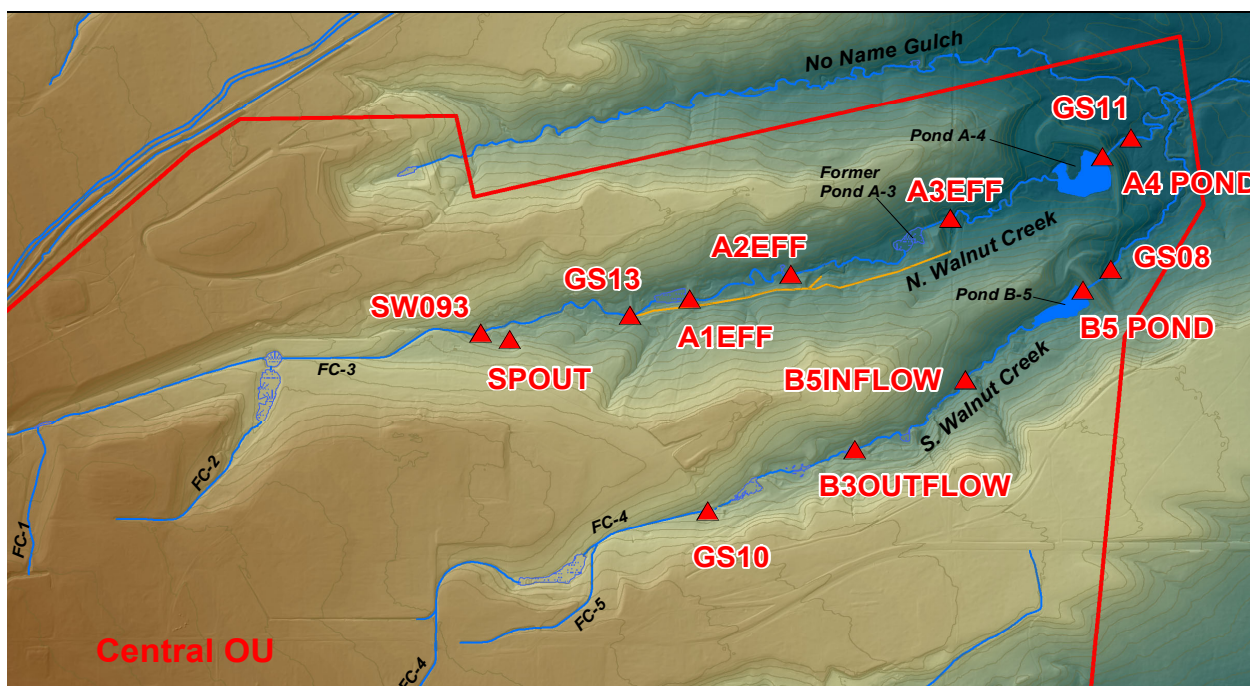 No Name Gulch
GS11
Pond A-4
Former
Pond A-3
A3EFF
A4 POND
A2EFF
N. Walnut Creek
GS08
GS13
Pond B-5
SW093
A1EFF
B5 POND
SPOUT
FC-3
B5INFLOW
S. Walnut Creek
FC-2
B3OUTFLOW
FC-1
FC-4
GS10
FC-5
Central OU
FC-4